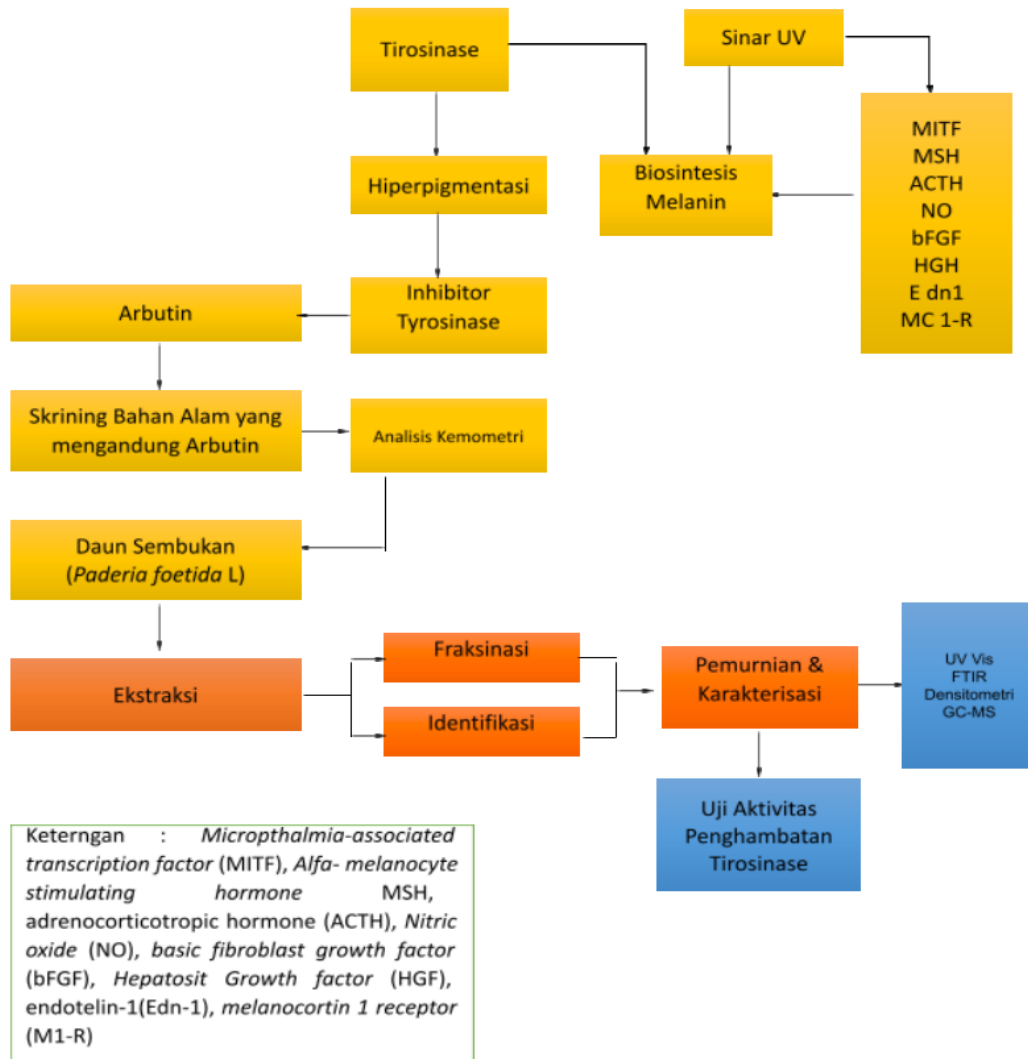 Tirosinase
Sinar UV
MITF
MSH
ACTH
NO
bFGF
HGH
E dn1
MC 1-R
Hiperpigmentasi
Biosintesis
Melanin
Inhibitor
Tyrosinase
Arbutin
Skrining Bahan Alam yang
mengandung Arbutin
Analisis Kemometri
Daun Sembukan
(Paderia foetida L)
Ekstraksi
Fraksinasi
Identifikasi
Pemurnian &
Karakterisasi
UV Vis
FTIR
Densitometri
GC-MS
Uji Aktivitas
Penghambatan
Tirosinase
Keterngan : Micropthalmia-associated
transcription factor (MITF), Alfa- melanocyte
stimulating hormone MSH,
adrenocorticotropic hormone (ACTH), Nitric
oxide (NO), basic fibroblast growth factor
(bFGF), Hepatosit Growth factor (HGF),
endotelin-1(Edn-1), melanocortin 1 receptor
(M1-R)